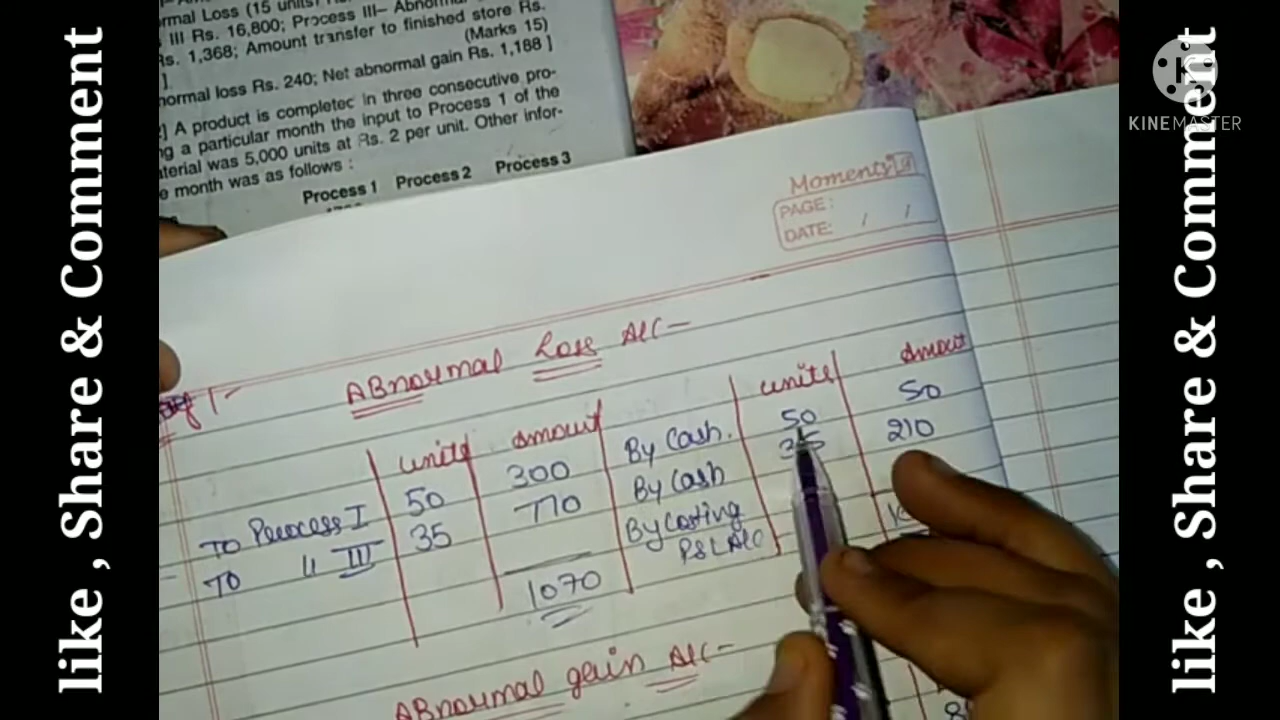 like , Share & Comment
rmal Loss (15 units)
III Rs. 16,800; Process III– Abnormal
Rs. 1,368; Amount transfer to finished store Rs.
] (Marks 15)
normal loss Rs. 240; Net abnormal gain Rs. 1,188 ]
] A product is completed in three consecutive pro-
ng a particular month the input to Process 1 of the
aterial was 5,000 units at Rs. 2 per unit. Other infor-
e month was as follows :
Process 1 Process 2 Process 3
K
KINEMASTER
Moments
PAGE:
DATE: / /
ABnormal Loss A/C –
units Amount units Amount
To Process I 50 300 By Cash. 50 50
To " III 35 770 By Cash 35 210
By Costing
P&L A/C
1070
ABnormal gain A/C –
like , Share & Comment